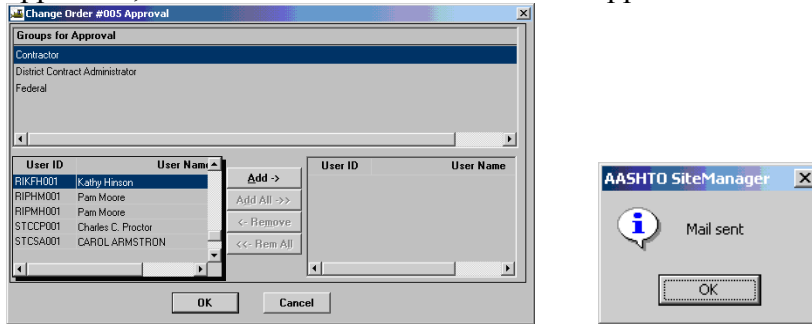 Change Order #005 Approval
Groups for Approval
Contractor
District Contract Administrator
Federal
User ID User Name
RIKFH001 Kathy Hinson
RIPHM001 Pam Moore
RIPMH001 Pam Moore
STCCP001 Charles C. Proctor
STCSA001 CAROL ARMSTRON
Add ->
Add All ->>
<- Remove
<<- Rem All
User ID User Name
OK Cancel
AASHTO SiteManager
Mail sent
OK